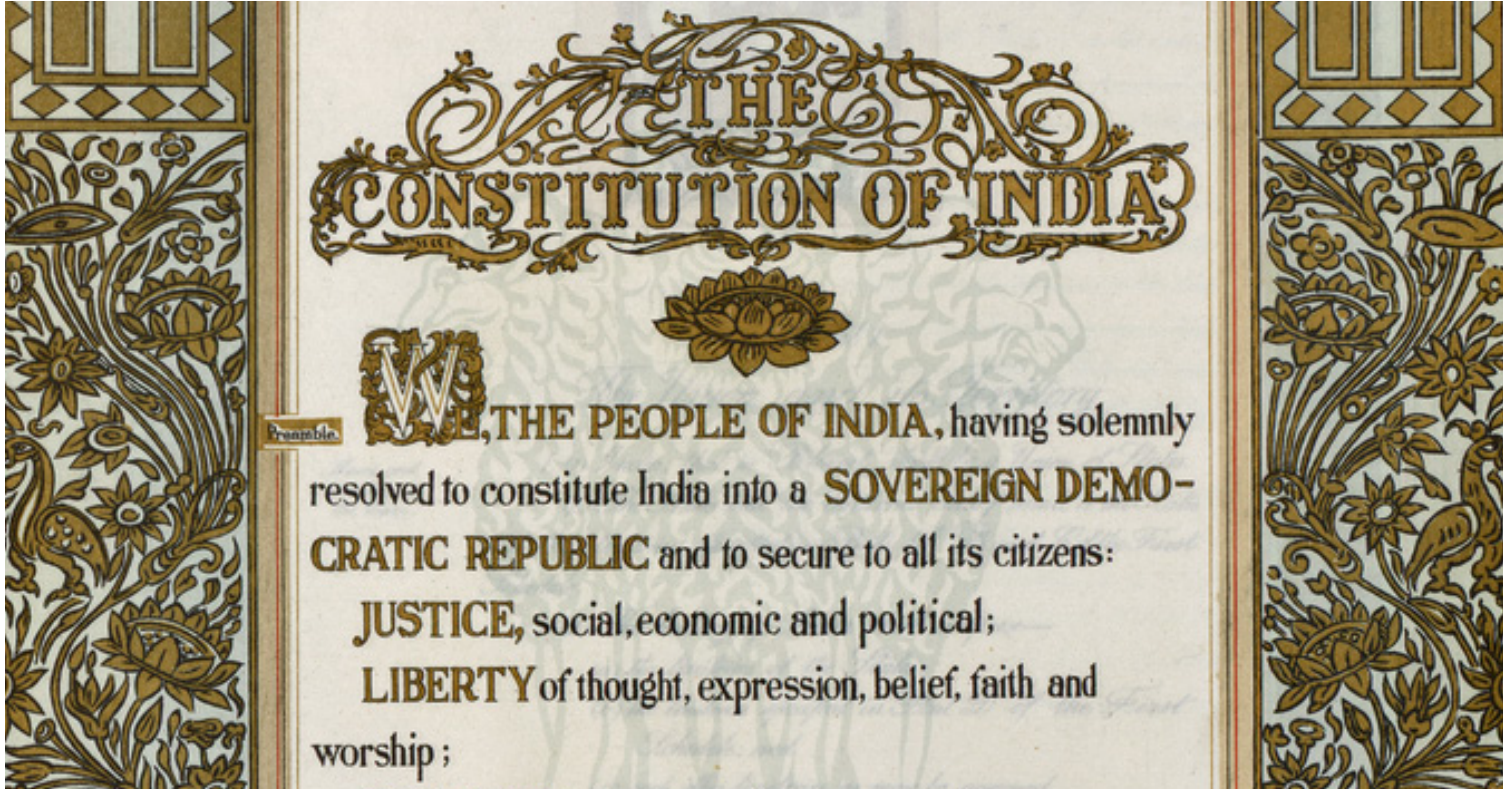 THE
CONSTITUTION OF INDIA
Preamble.
WE, THE PEOPLE OF INDIA, having solemnly
resolved to constitute India into a SOVEREIGN DEMO-
CRATIC REPUBLIC and to secure to all its citizens:
JUSTICE, social, economic and political;
LIBERTY of thought, expression, belief, faith and
worship;